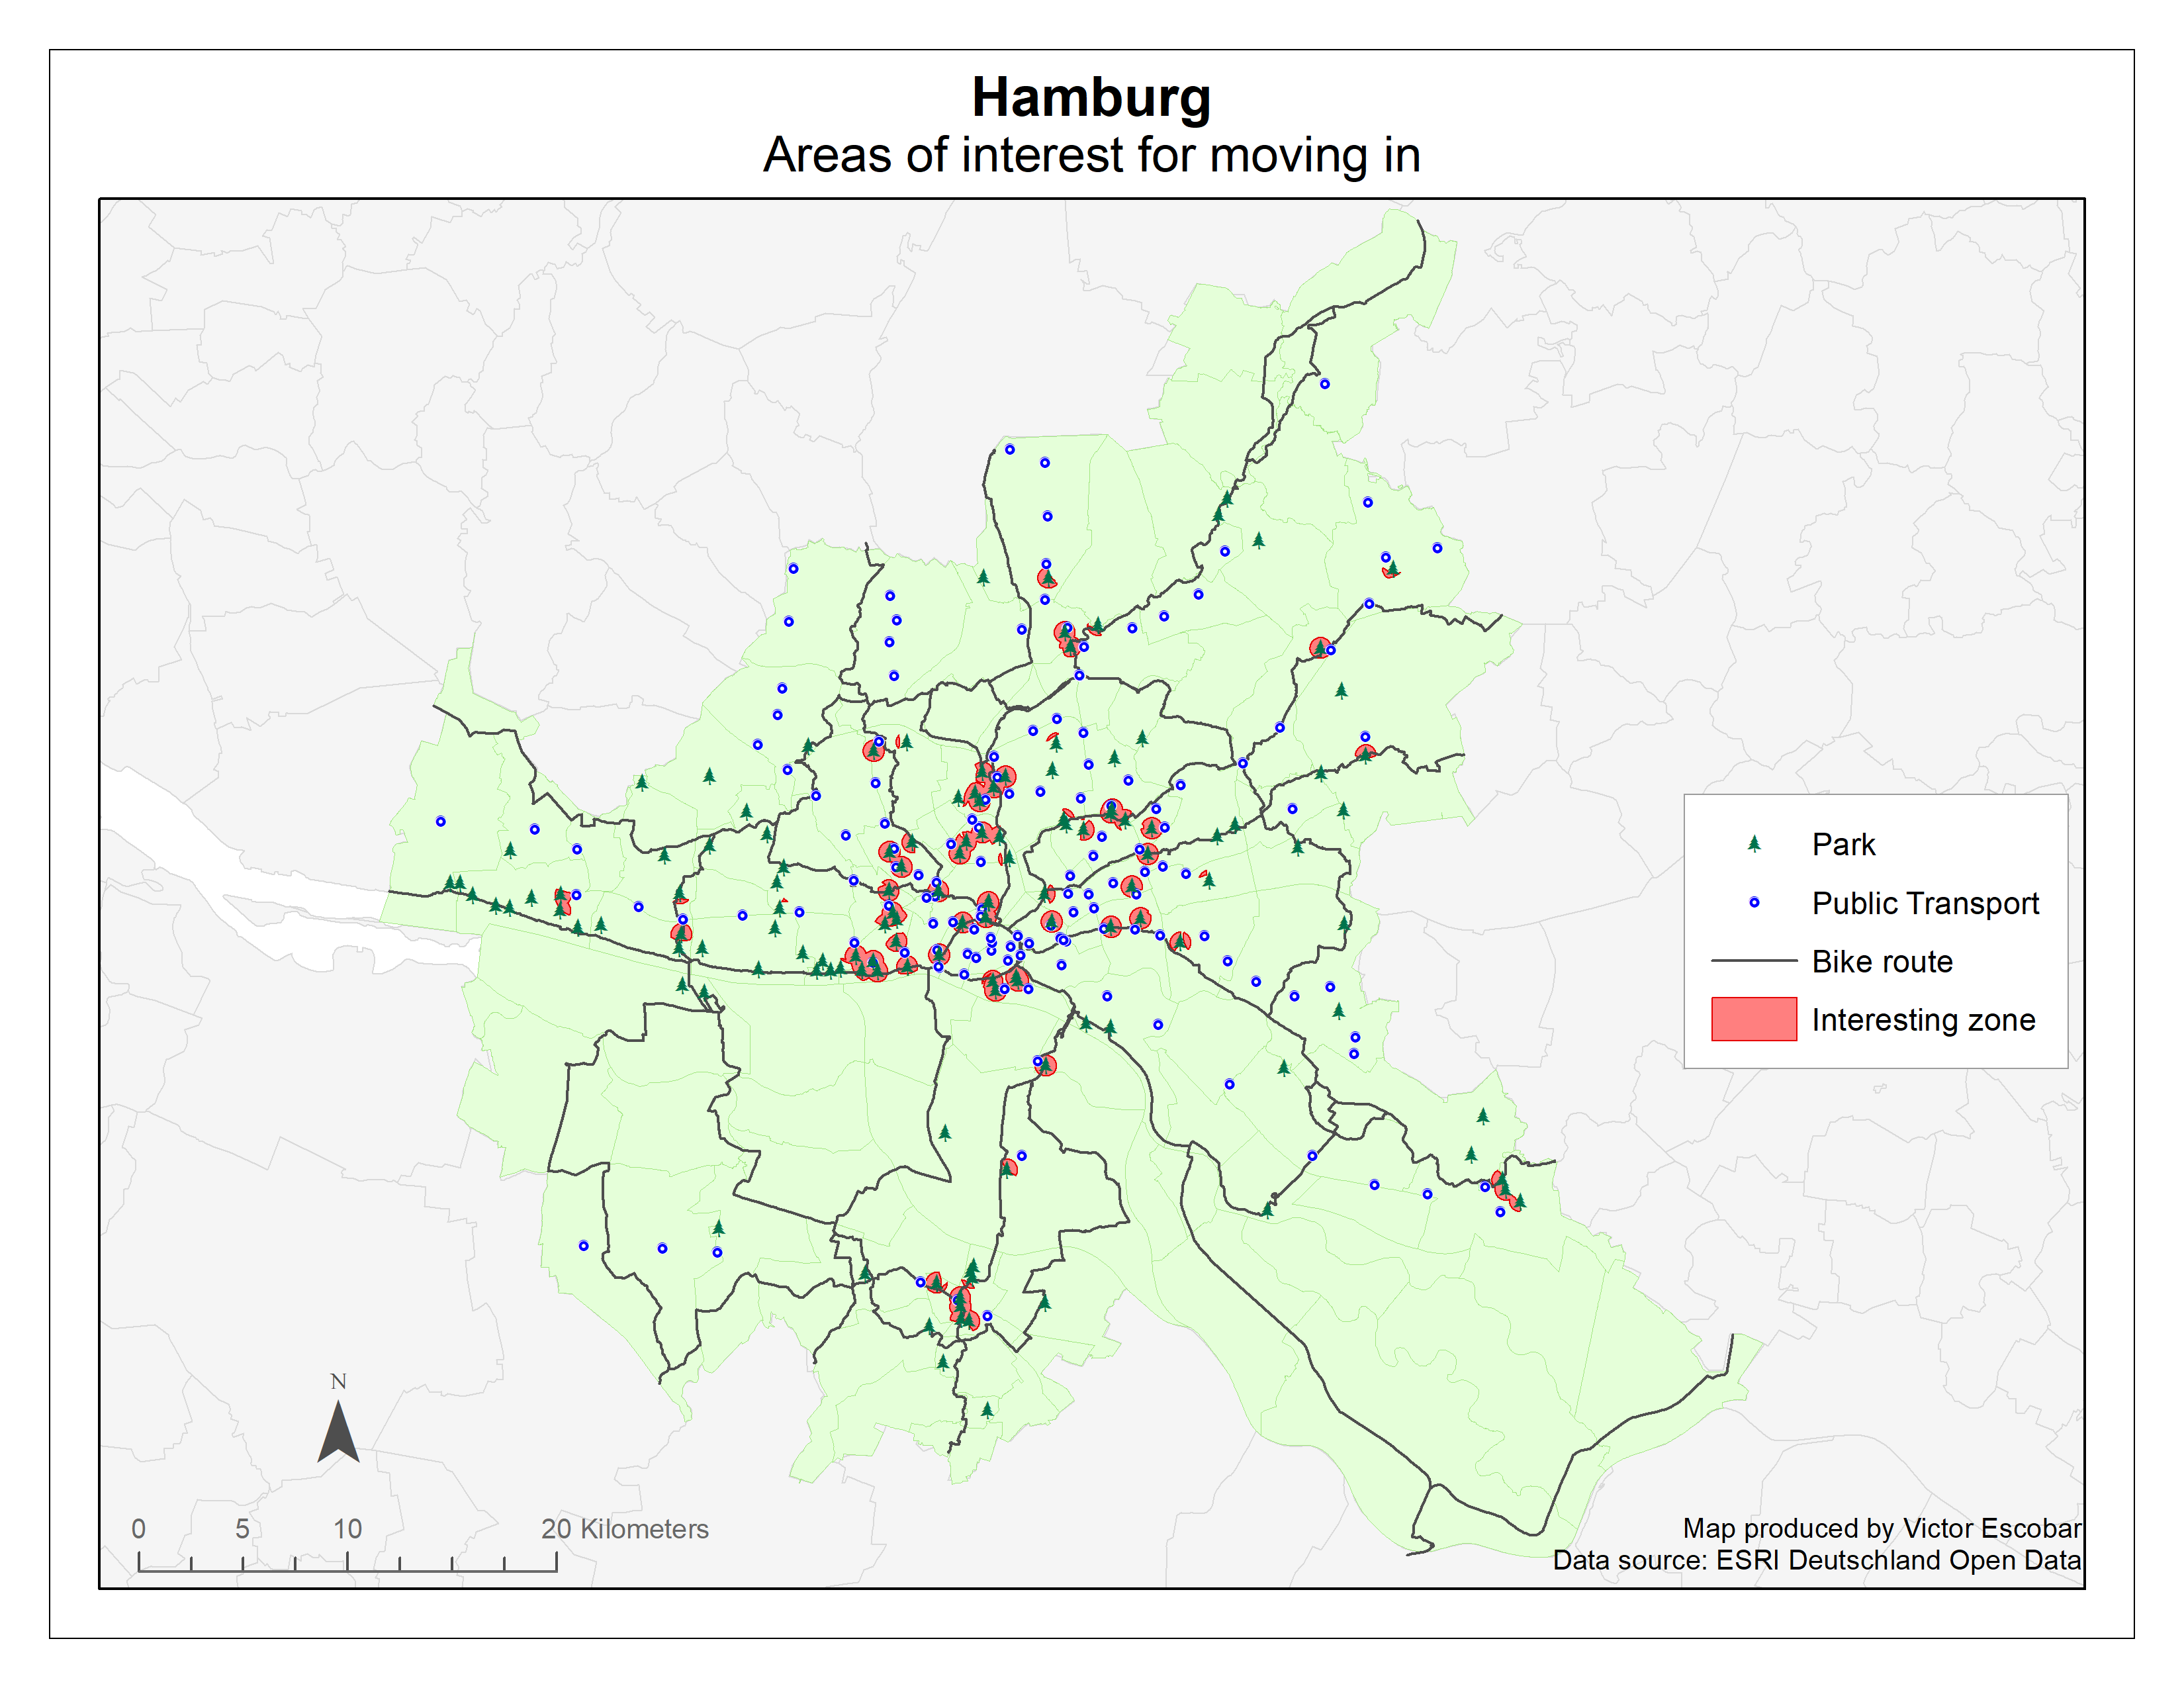 Hamburg
Areas of interest for moving in
Park
Public Transport
Bike route
Interesting zone
N
0 5 10 20 Kilometers
Map produced by Victor Escobar
Data source: ESRI Deutschland Open Data